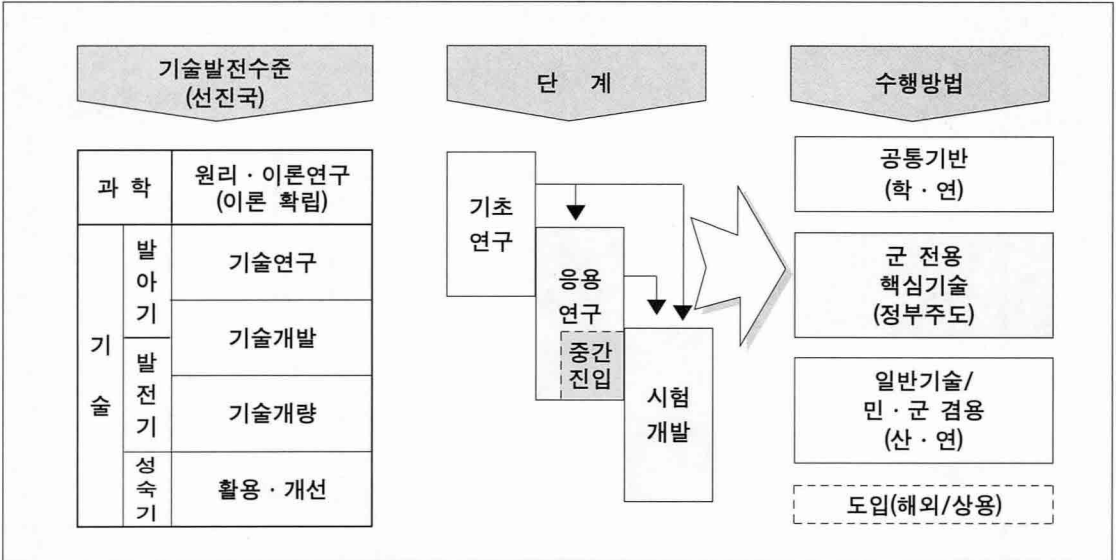 기술발전수준
(선진국)
단 계
수행방법
과 학
원리 · 이론연구
(이론 확립)
기 술
발아기
발전기
성숙기
기술연구
기술개발
기술개량
활용 · 개선
기초
연구
응용
연구
중간
진입
시험
개발
공통기반
(학 · 연)
군 전용
핵심기술
(정부주도)
일반기술/
민 · 군 겸용
(산 · 연)
도입(해외/상용)